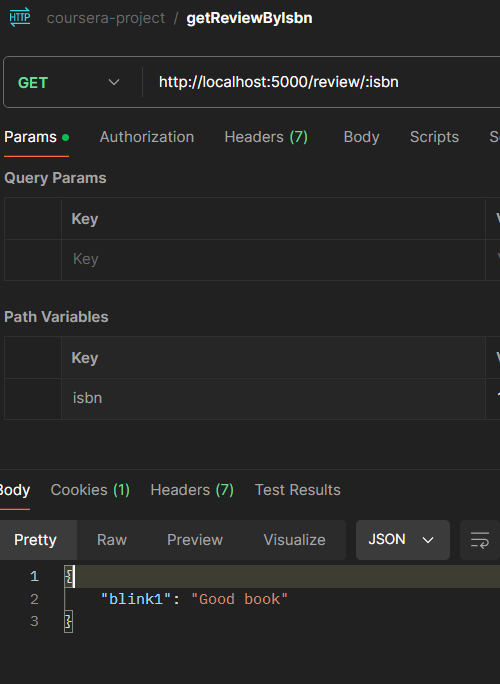 HTTP coursera-project / getReviewByIsbn
GET http://localhost:5000/review/:isbn
Params Authorization Headers (7) Body Scripts S
Query Params
Key
Key
Path Variables
Key
isbn
Body Cookies (1) Headers (7) Test Results
Pretty Raw Preview Visualize JSON
1 {
2 "blink1": "Good book"
3 }